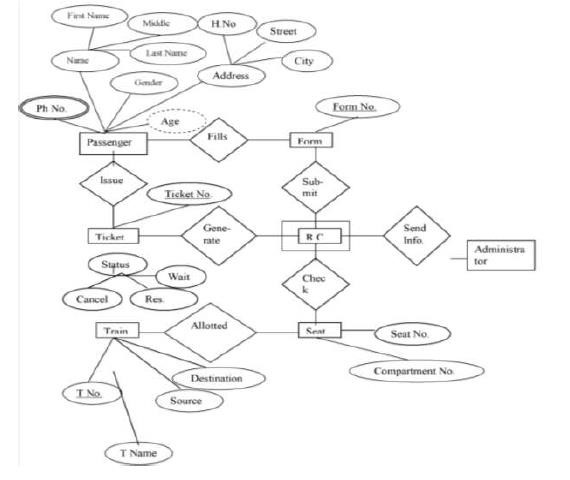 First Name
Middle
H.No
Street
Name
Last Name
City
Gender
Address
Ph No.
Age
Form No.
Passenger
Fills
Form
Issue
Ticket No.
Sub-
mit
Ticket
Gene-
rate
R C
Send
Info.
Administra
tor
Status
Wait
Chec
k
Cancel
Res.
Train
Allotted
Seat
Seat No.
Destination
Compartment No.
T No.
Source
T Name